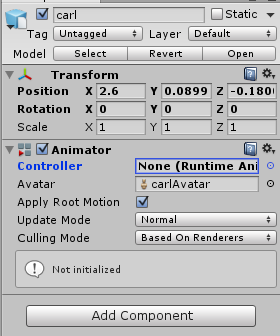 carl Static
Tag Untagged Layer Default
Model Select Revert Open
Transform
Position X 2.6 Y 0.0899 Z -0.180
Rotation X 0 Y 0 Z 0
Scale X 1 Y 1 Z 1
Animator
Controller None (Runtime Ani
Avatar carlAvatar
Apply Root Motion
Update Mode Normal
Culling Mode Based On Renderers
Not initialized
Add Component